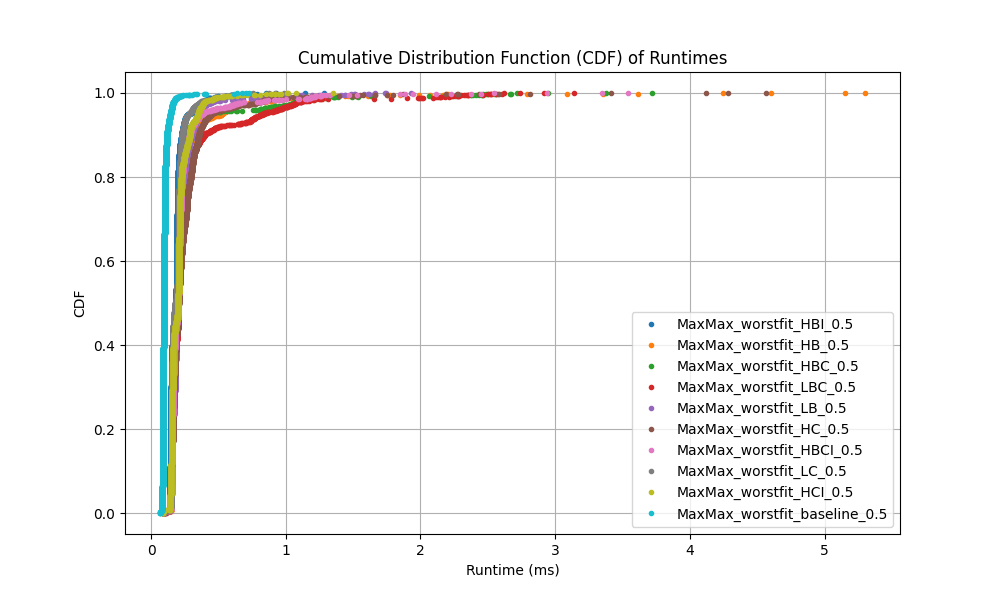 Cumulative Distribution Function (CDF) of Runtimes
1.0
0.8
0.6
0.4
0.2
0.0
CDF
MaxMax_worstfit_HBI_0.5
MaxMax_worstfit_HB_0.5
MaxMax_worstfit_HBC_0.5
MaxMax_worstfit_LBC_0.5
MaxMax_worstfit_LB_0.5
MaxMax_worstfit_HC_0.5
MaxMax_worstfit_HBCI_0.5
MaxMax_worstfit_LC_0.5
MaxMax_worstfit_HCI_0.5
MaxMax_worstfit_baseline_0.5
0 1 2 3 4 5
Runtime (ms)